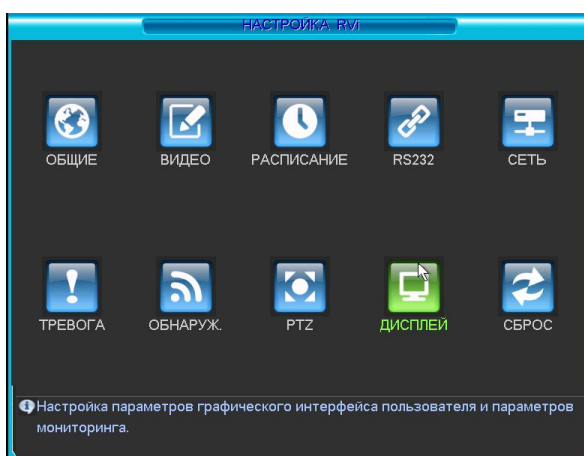 НАСТРОЙКА RVi
ОБЩИЕ ВИДЕО РАСПИСАНИЕ RS232 СЕТЬ
ТРЕВОГА ОБНАРУЖ. PTZ ДИСПЛЕЙ СБРОС
Настройка параметров графического интерфейса пользователя и параметров
мониторинга.